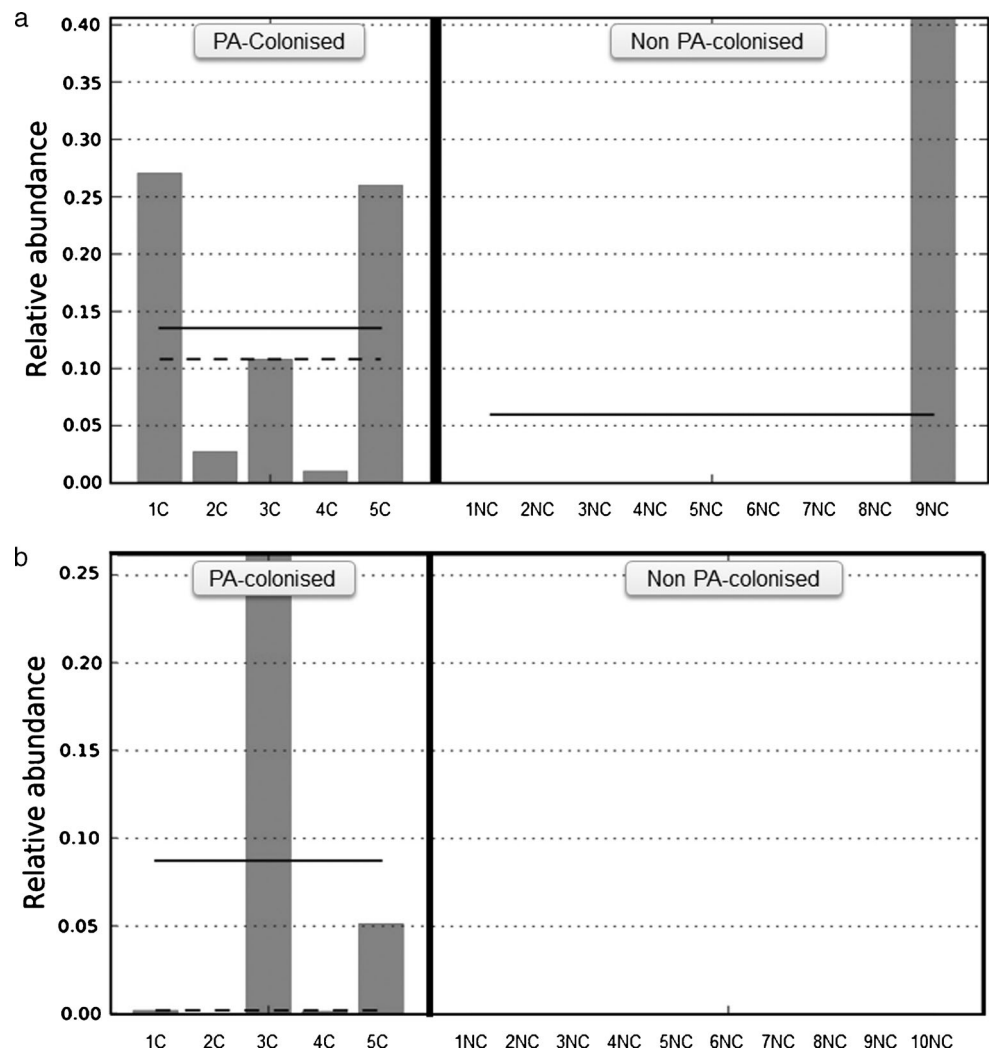 a
PA-Colonised
Non PA-colonised
Relative abundance
0.40
0.35
0.30
0.25
0.20
0.15
0.10
0.05
0.00
1C 2C 3C 4C 5C 1NC 2NC 3NC 4NC 5NC 6NC 7NC 8NC 9NC
b
PA-colonised
Non PA-colonised
Relative abundance
0.25
0.20
0.15
0.10
0.05
0.00
1C 2C 3C 4C 5C 1NC 2NC 3NC 4NC 5NC 6NC 7NC 8NC 9NC 10NC